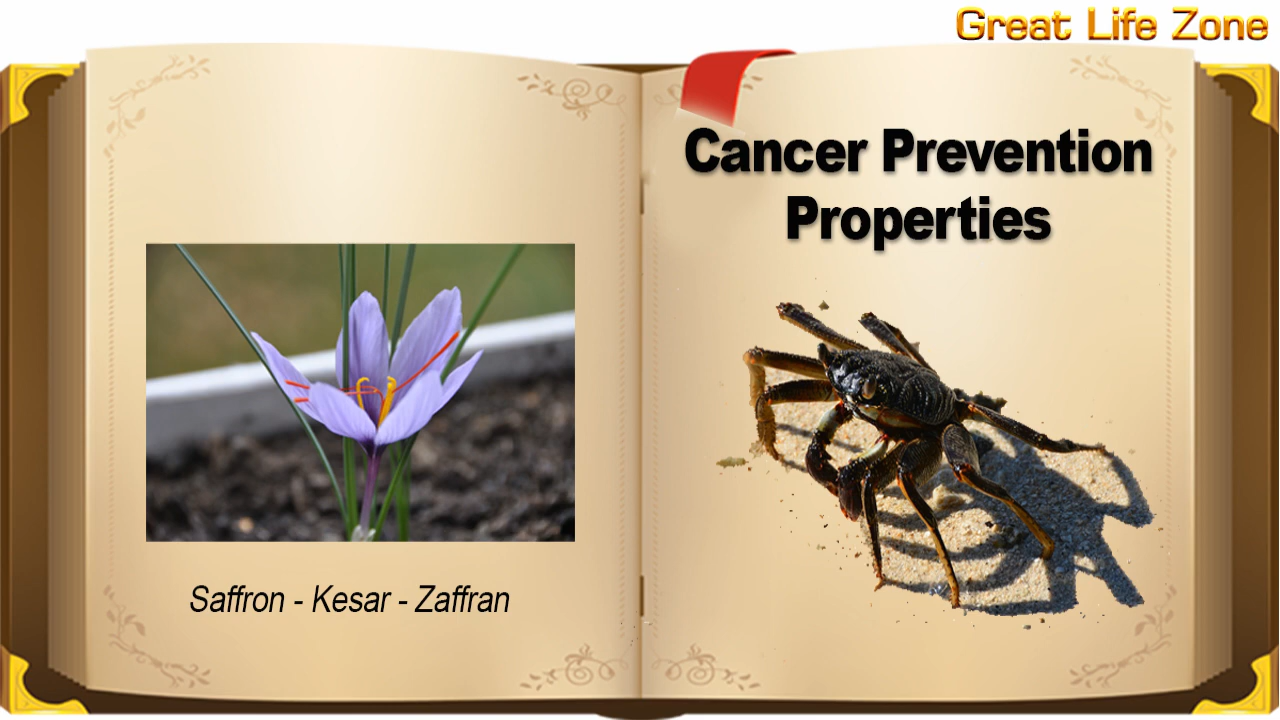 Great Life Zone
Cancer Prevention
Properties
Saffron - Kesar - Zaffran